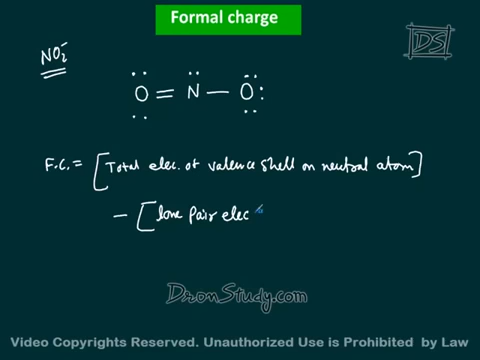 Formal charge
DS
NO₂⁻
O = N — O
F.C. = [Total elec. of valence shell on neutral atom]
— [lone pair elec
DronStudy.com
Video Copyrights Reserved. Unauthorized Use is Prohibited by Law